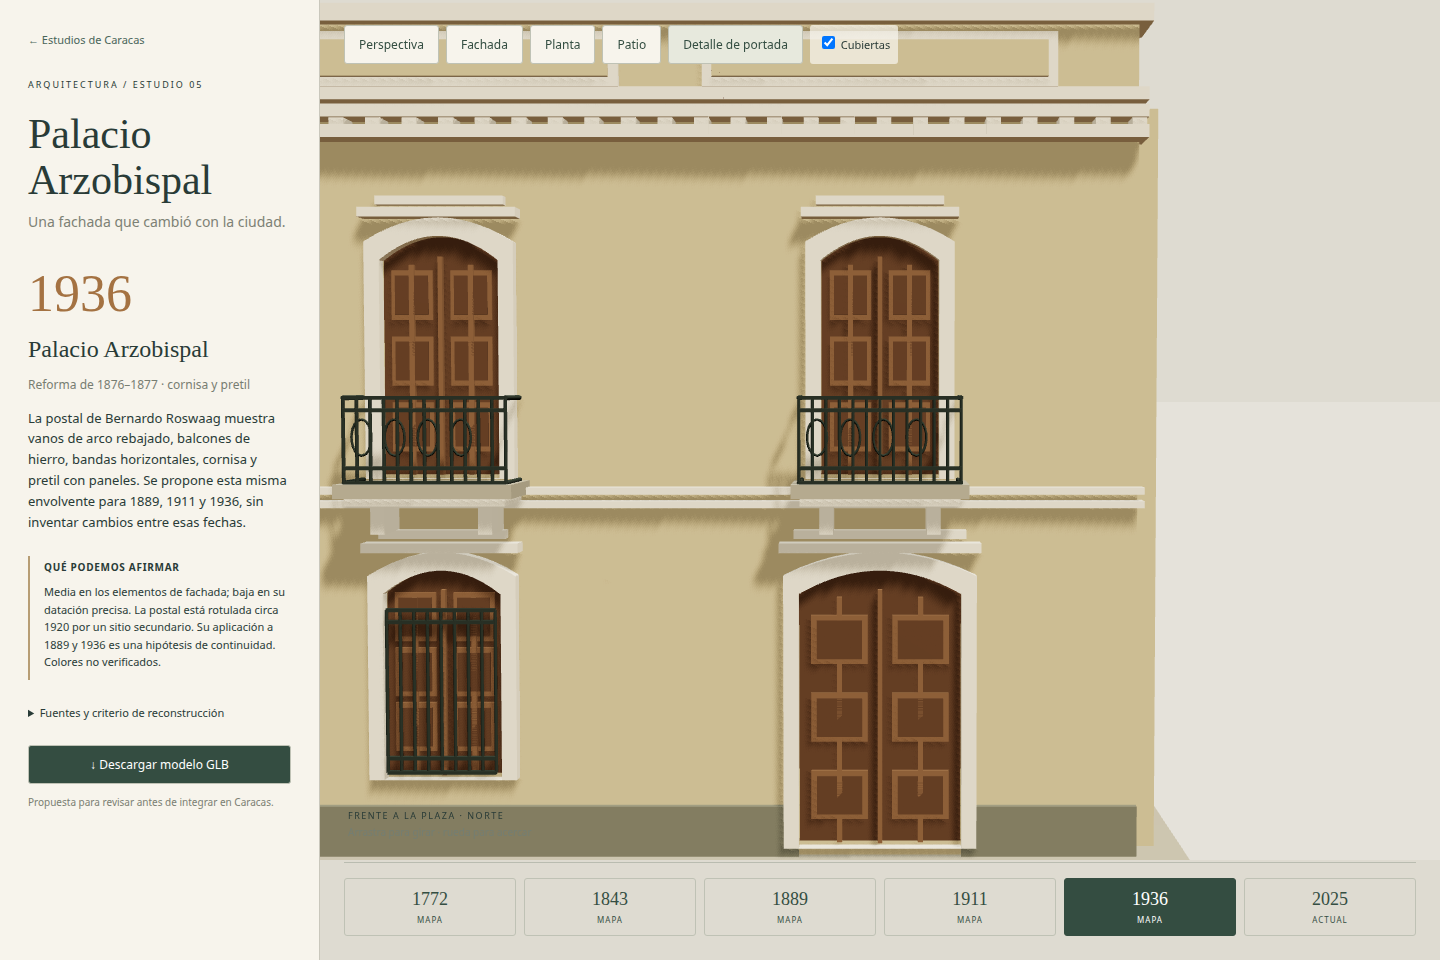 ← Estudios de Caracas
ARQUITECTURA / ESTUDIO 05
Palacio
Arzobispal
Una fachada que cambió con la ciudad.
1936
Palacio Arzobispal
Reforma de 1876–1877 · cornisa y pretil
La postal de Bernardo Roswaag muestra
vanos de arco rebajado, balcones de
hierro, bandas horizontales, cornisa y
pretil con paneles. Se propone esta misma
envolvente para 1889, 1911 y 1936, sin
inventar cambios entre esas fechas.
QUÉ PODEMOS AFIRMAR
Media en los elementos de fachada; baja en su
datación precisa. La postal está rotulada circa
1920 por un sitio secundario. Su aplicación a
1889 y 1936 es una hipótesis de continuidad.
Colores no verificados.
▶ Fuentes y criterio de reconstrucción
↓ Descargar modelo GLB
Propuesta para revisar antes de integrar en Caracas.
Perspectiva
Fachada
Planta
Patio
Detalle de portada
Cubiertas
FRENTE A LA PLAZA · NORTE
1772
MAPA
1843
MAPA
1889
MAPA
1911
MAPA
1936
MAPA
2025
ACTUAL